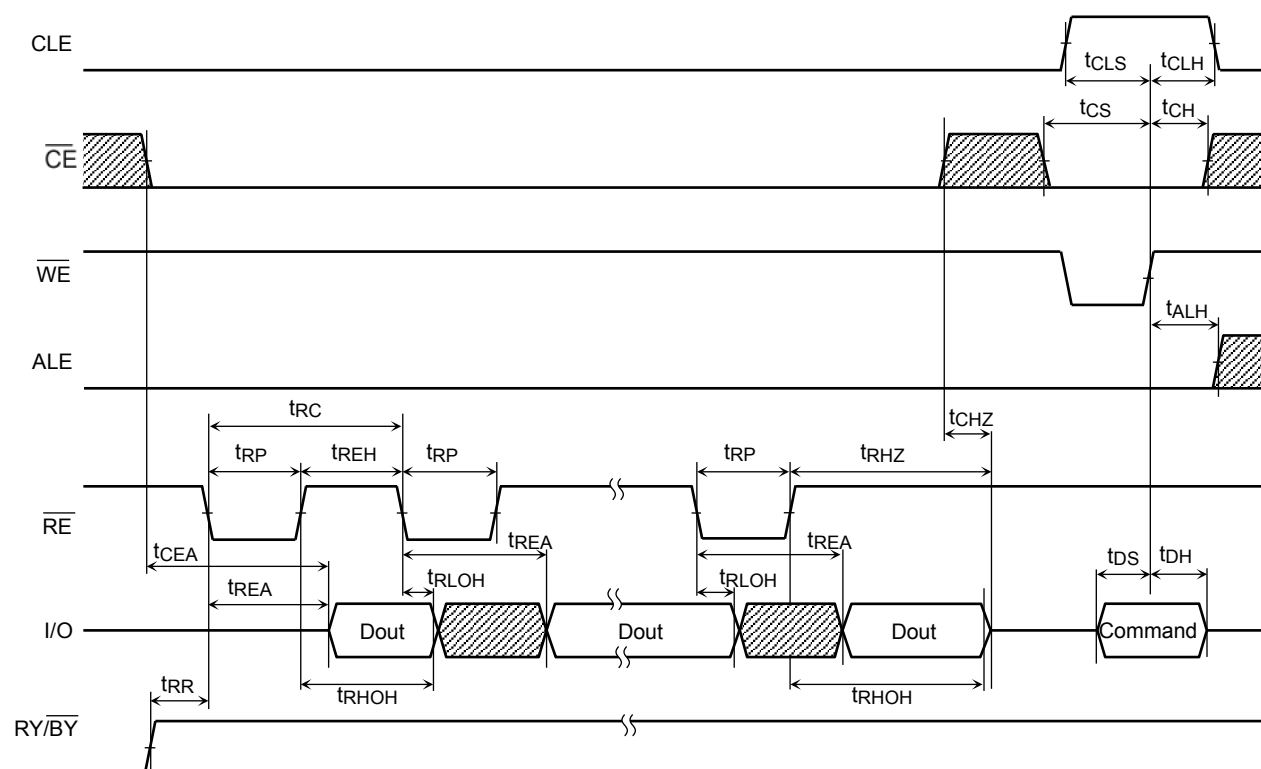 CLE
tCLS tCLH
tCS tCH
CE
WE
tALH
ALE
tRC tCHZ
tRP tREH tRP tRP tRHZ
RE
tCEA tREA tREA
tREA tRLOH tRLOH tDS tDH
I/O Dout Dout Dout Command
tRR tRHOH tRHOH
RY/BY